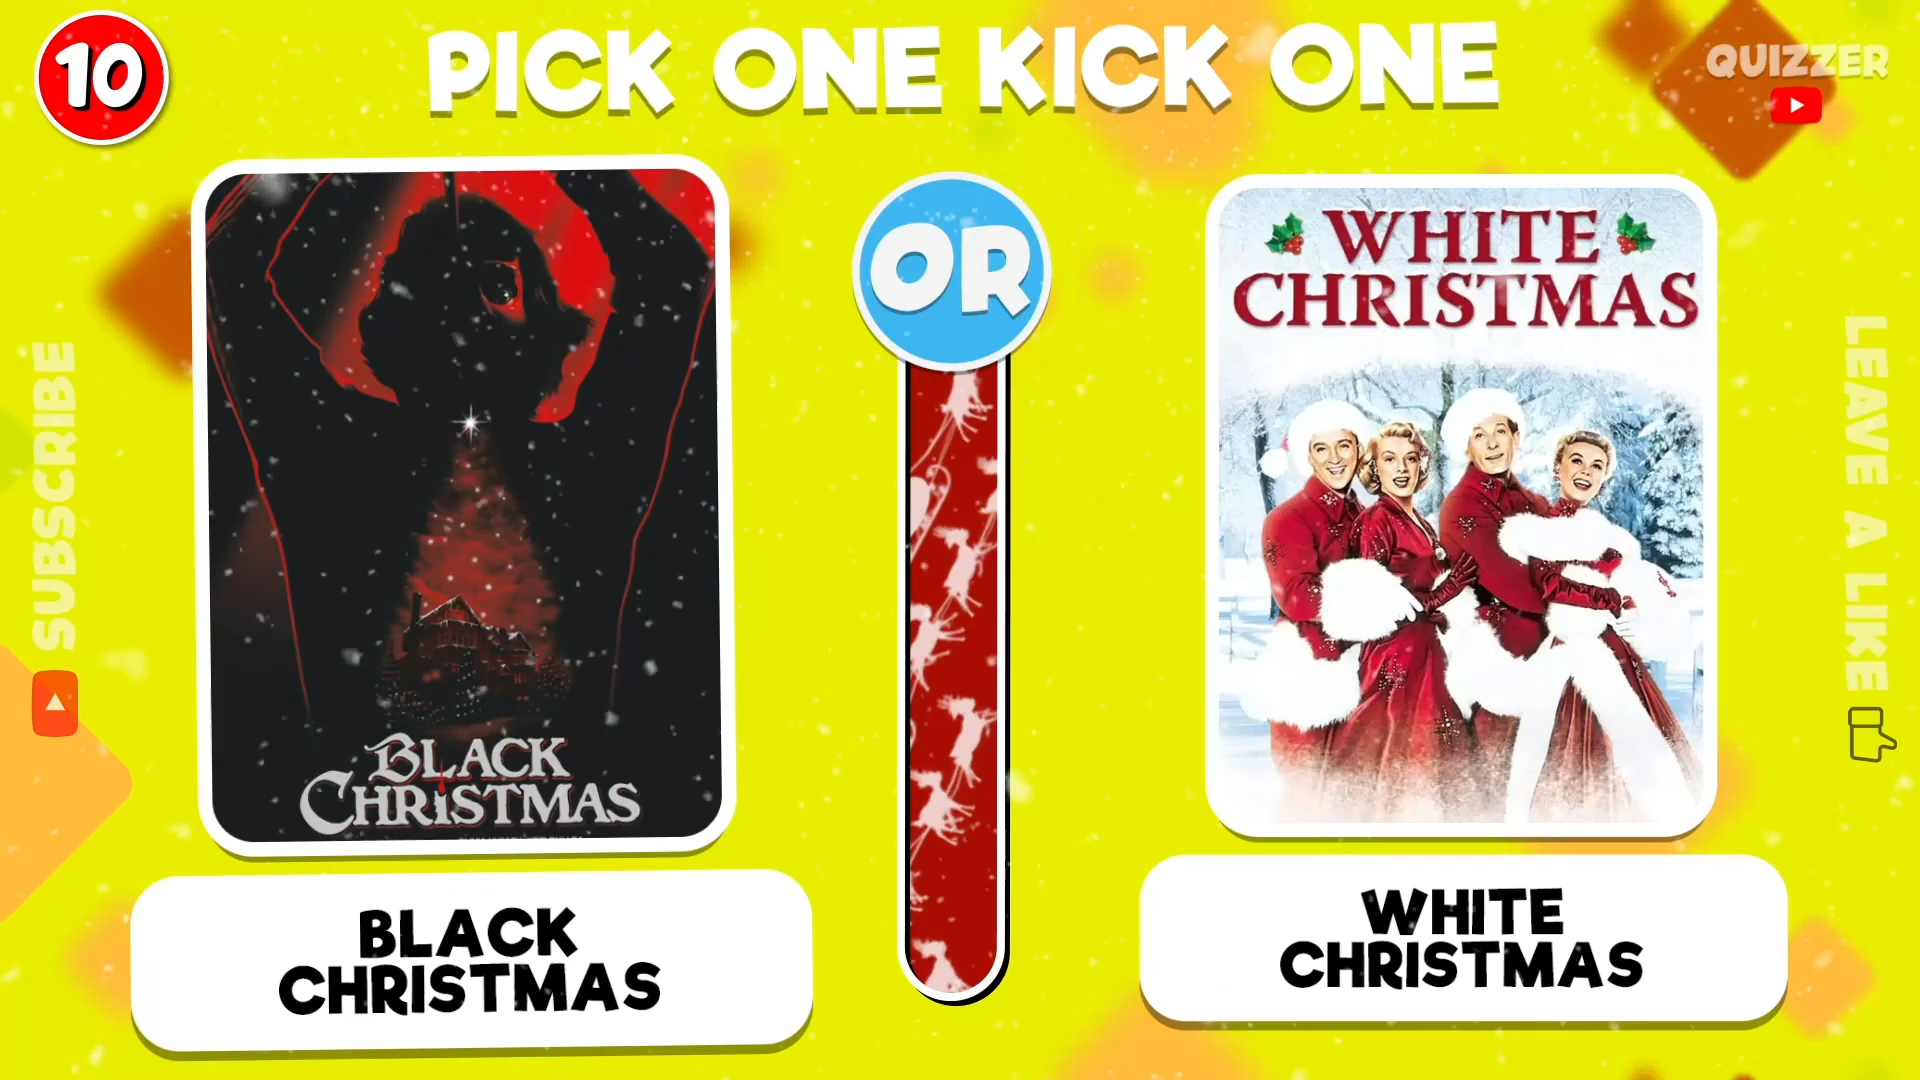 10
PICK ONE KICK ONE
QUIZZER
SUBSCRIBE
BLACK
CHRISTMAS
BLACK
CHRISTMAS
OR
WHITE
CHRISTMAS
WHITE
CHRISTMAS
LEAVE A LIKE